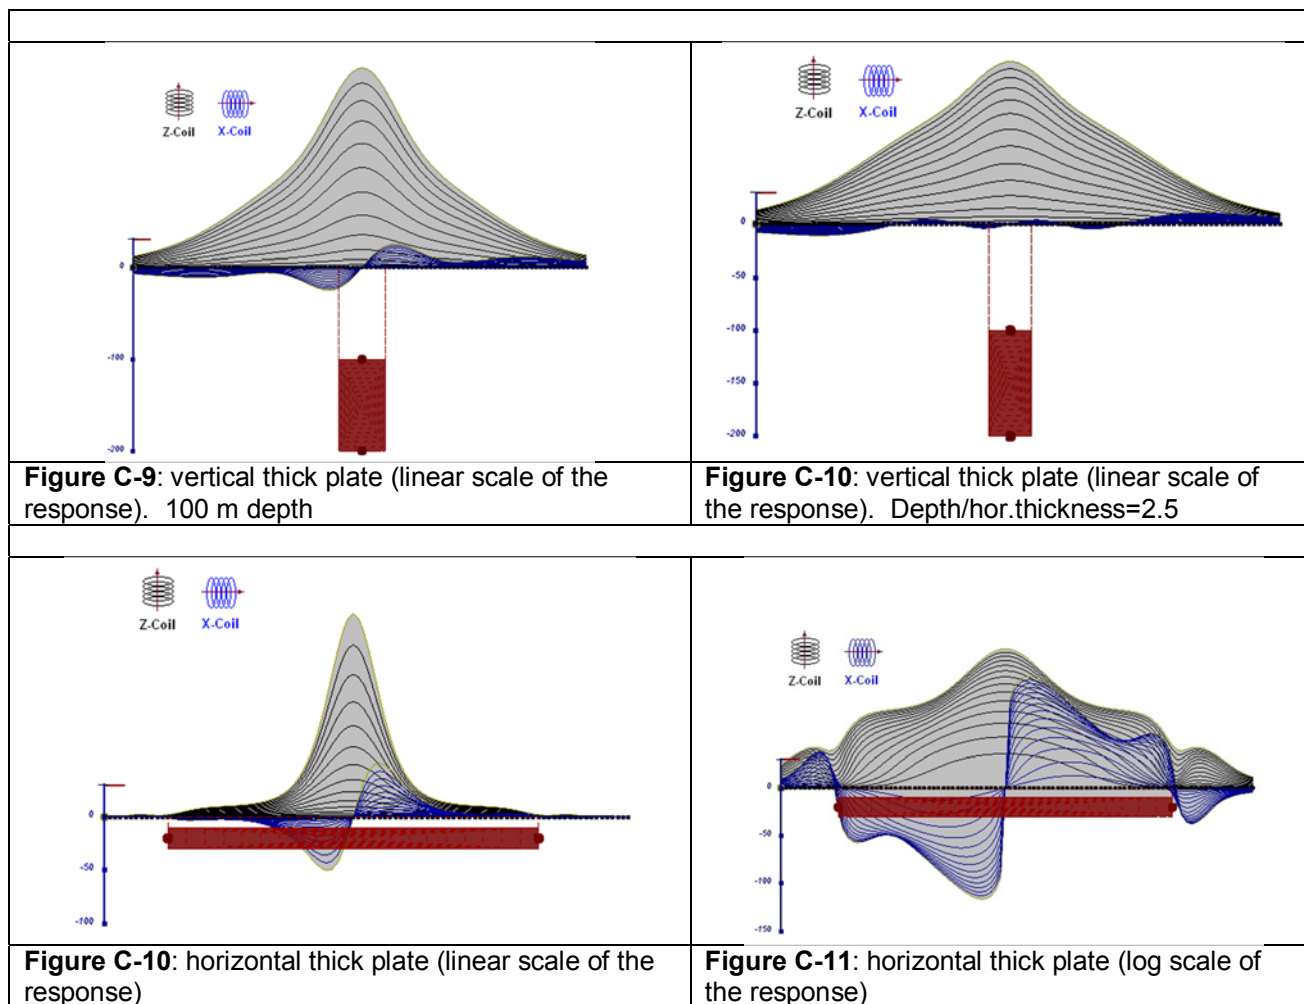 Z-Coil X-Coil
0
-100
-200
Figure C-9: vertical thick plate (linear scale of the
response).  100 m depth
Z-Coil X-Coil
0
-50
-100
-150
-200
Figure C-10: vertical thick plate (linear scale of
the response).  Depth/hor.thickness=2.5
Z-Coil X-Coil
0
-50
-100
Figure C-10: horizontal thick plate (linear scale of the
response)
Z-Coil X-Coil
0
-50
-100
-150
Figure C-11: horizontal thick plate (log scale of
the response)